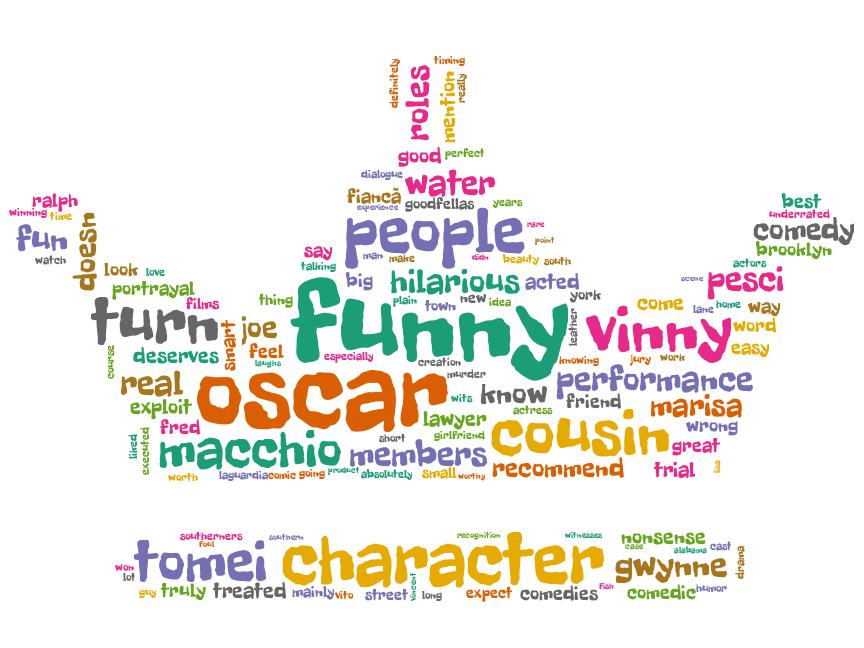 definitely
roles
timing
mention
really
good
perfect
dialogue
water
fiancã
experience
goodfellas
years
ralph
winning
time
fun
watch
doesn
people
rare
point
best
underrated
comedy
brooklyn
say
talking
man
make
didn
beauty
south
look
love
portrayal
films
thing
big
hilarious
acted
actors
scene
pesci
turn
smart
joe
funny
plain
town
new
idea
york
leather
vinny
come
lane
home
way
word
easy
course
deserves
feel
laughs
especially
creation
murder
knowing
jury
work
real
exploit
fred
oscar
wits
know
actress
performance
friend
marisa
wrong
lawyer
girlfriend
short
cousin
great
liked
executed
macchio
members
recommend
trial
worth
laguardia
comic
going
product
absolutely
small
worthy
southerners
foul
southern
recognition
witnesses
nonsense
case
alabama
cast
drama
won
lot
tomei
character
gwynne
guy
truly
treated
mainly
vito
street
vincent
long
expect
comedies
fish
comedic
humor